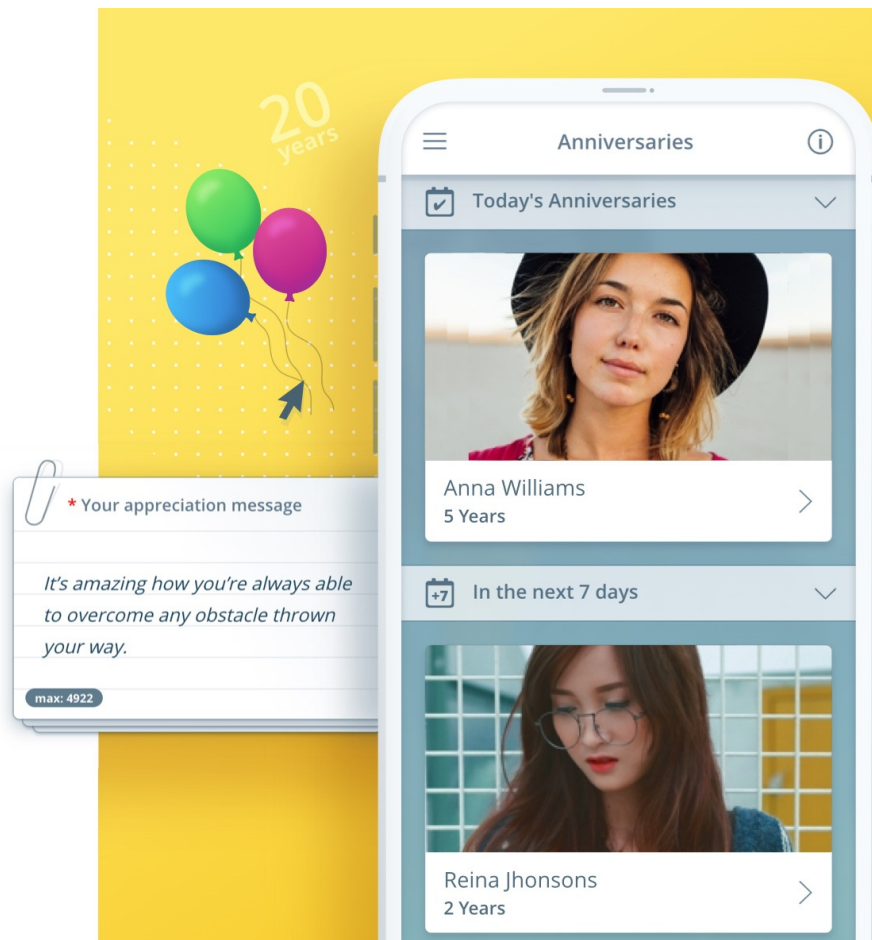 20
years
Anniversaries
Today's Anniversaries
Anna Williams
5 Years
* Your appreciation message
It's amazing how you're always able
to overcome any obstacle thrown
your way.
max: 4922
+7
In the next 7 days
Reina Jhonsons
2 Years